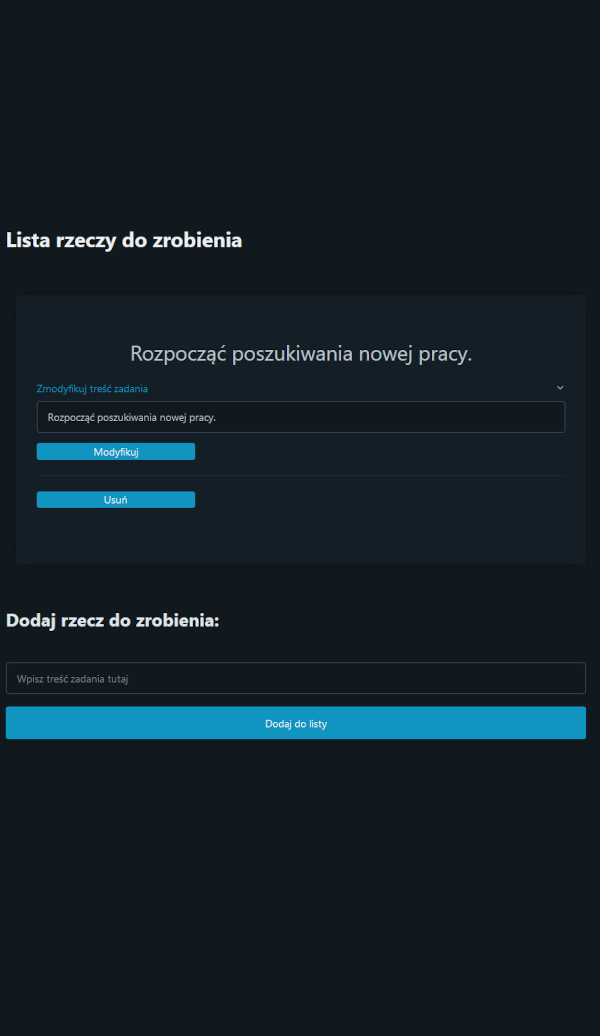 Lista rzeczy do zrobienia
Rozpocząć poszukiwania nowej pracy.
Zmodyfikuj treść zadania
Rozpocząć poszukiwania nowej pracy.
Modyfikuj
Usuń
Dodaj rzecz do zrobienia:
Wpisz treść zadania tutaj
Dodaj do listy